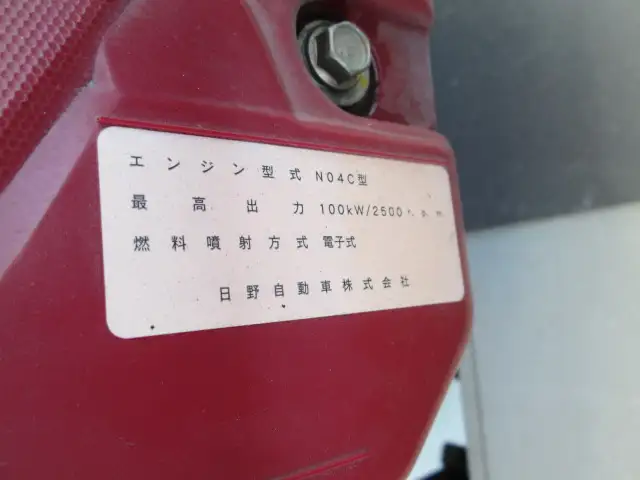 エンジン型式 N04C型
最高出力 100kW/2500r.p.m
燃料噴射方式 電子式
日野自動車株式会社